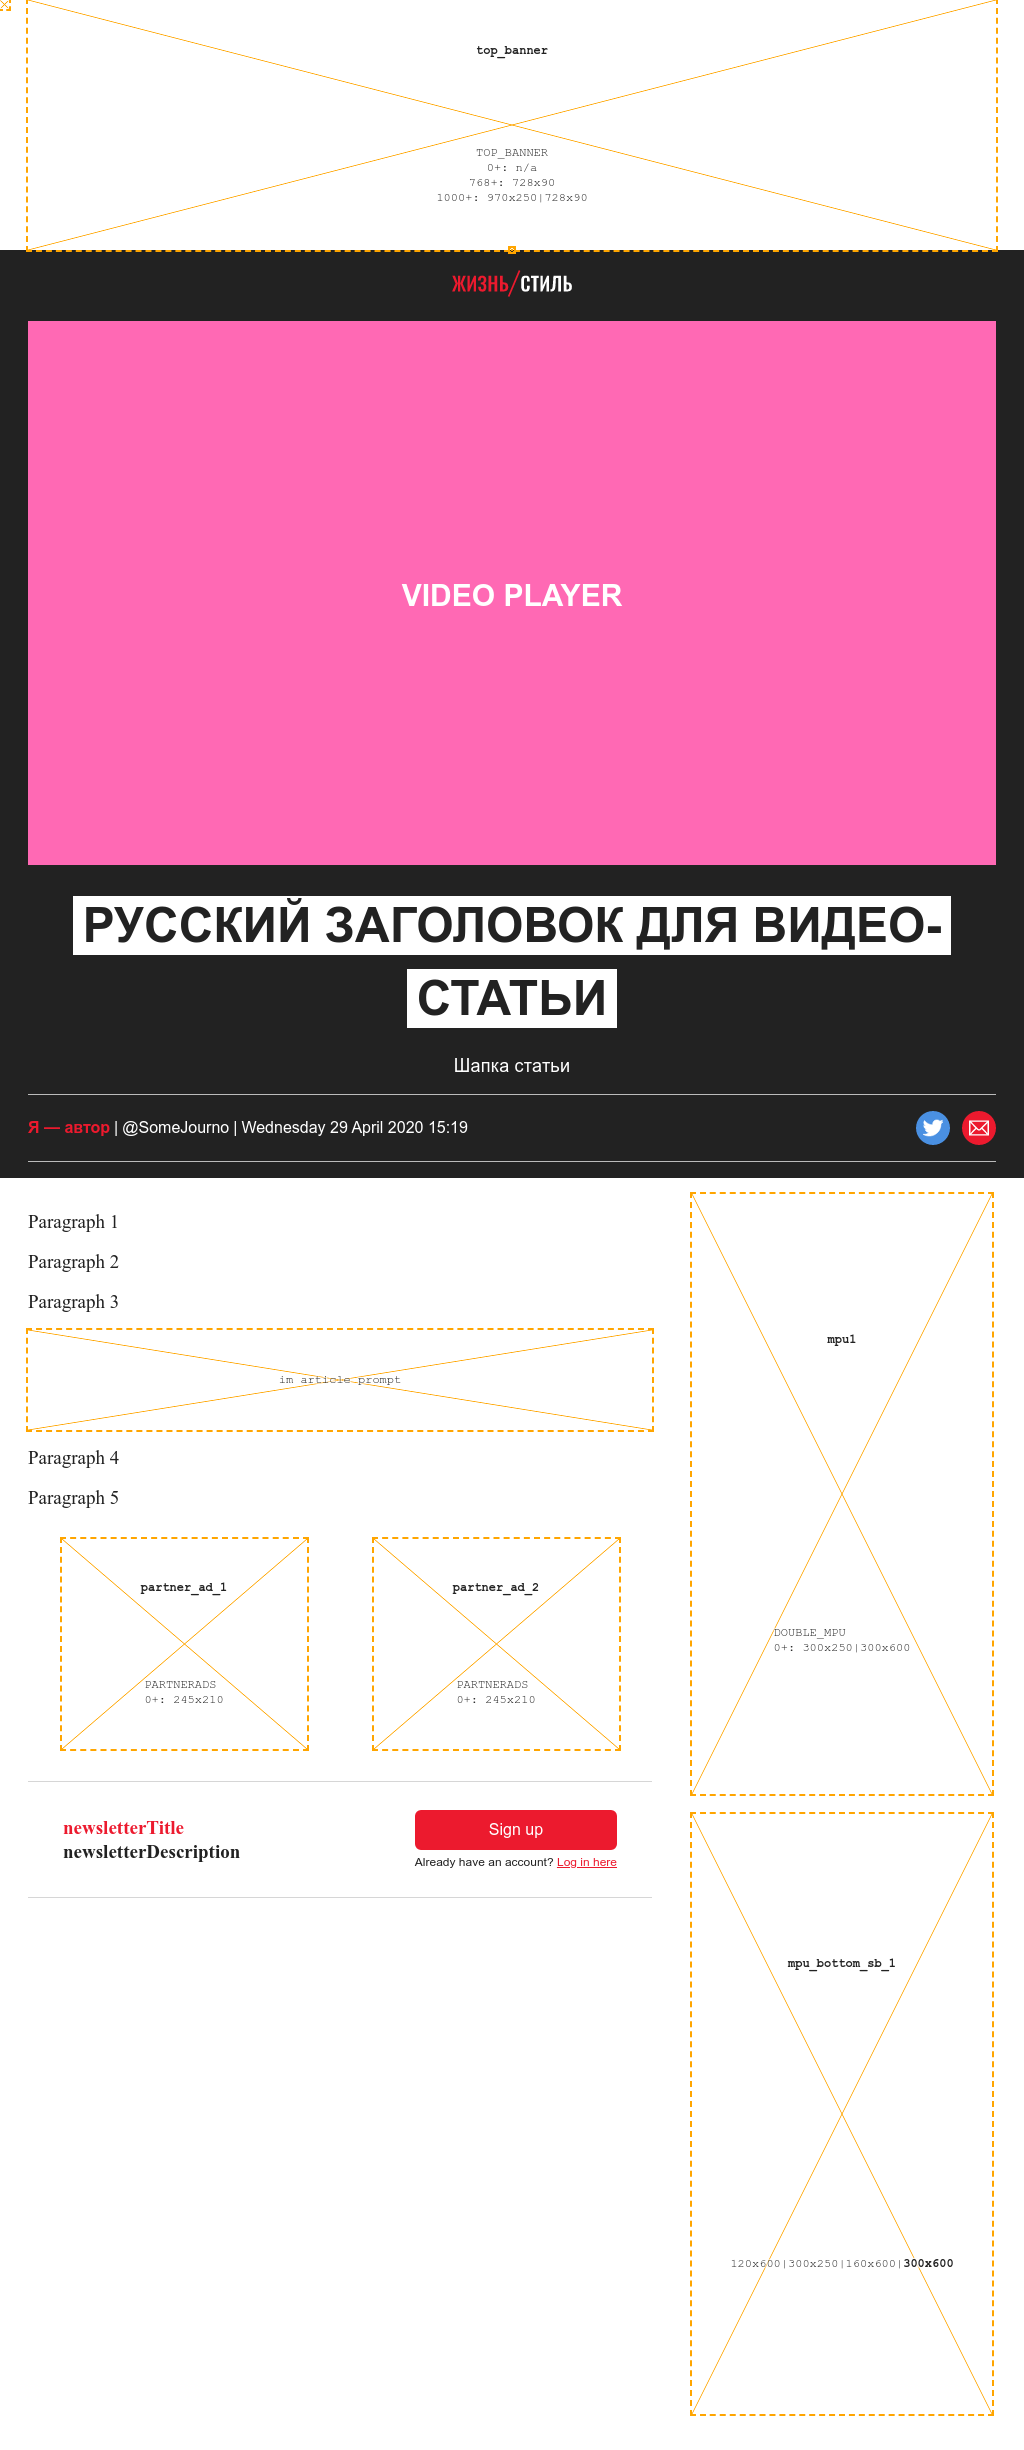 top_banner
TOP_BANNER
0+: n/a
768+: 728x90
1000+: 970x250|728x90
ЖИЗНЬ/СТИЛЬ
VIDEO PLAYER
РУССКИЙ ЗАГОЛОВОК ДЛЯ ВИДЕО-
СТАТЬИ
Шапка статьи
Я — автор | @SomeJourno | Wednesday 29 April 2020 15:19
Paragraph 1
Paragraph 2
Paragraph 3
im article prompt
Paragraph 4
Paragraph 5
partner_ad_1
PARTNERADS
0+: 245x210
partner_ad_2
PARTNERADS
0+: 245x210
newsletterTitle
newsletterDescription
Sign up
Already have an account? Log in here
mpu1
DOUBLE_MPU
0+: 300x250|300x600
mpu_bottom_sb_1
120x600|300x250|160x600|300x600